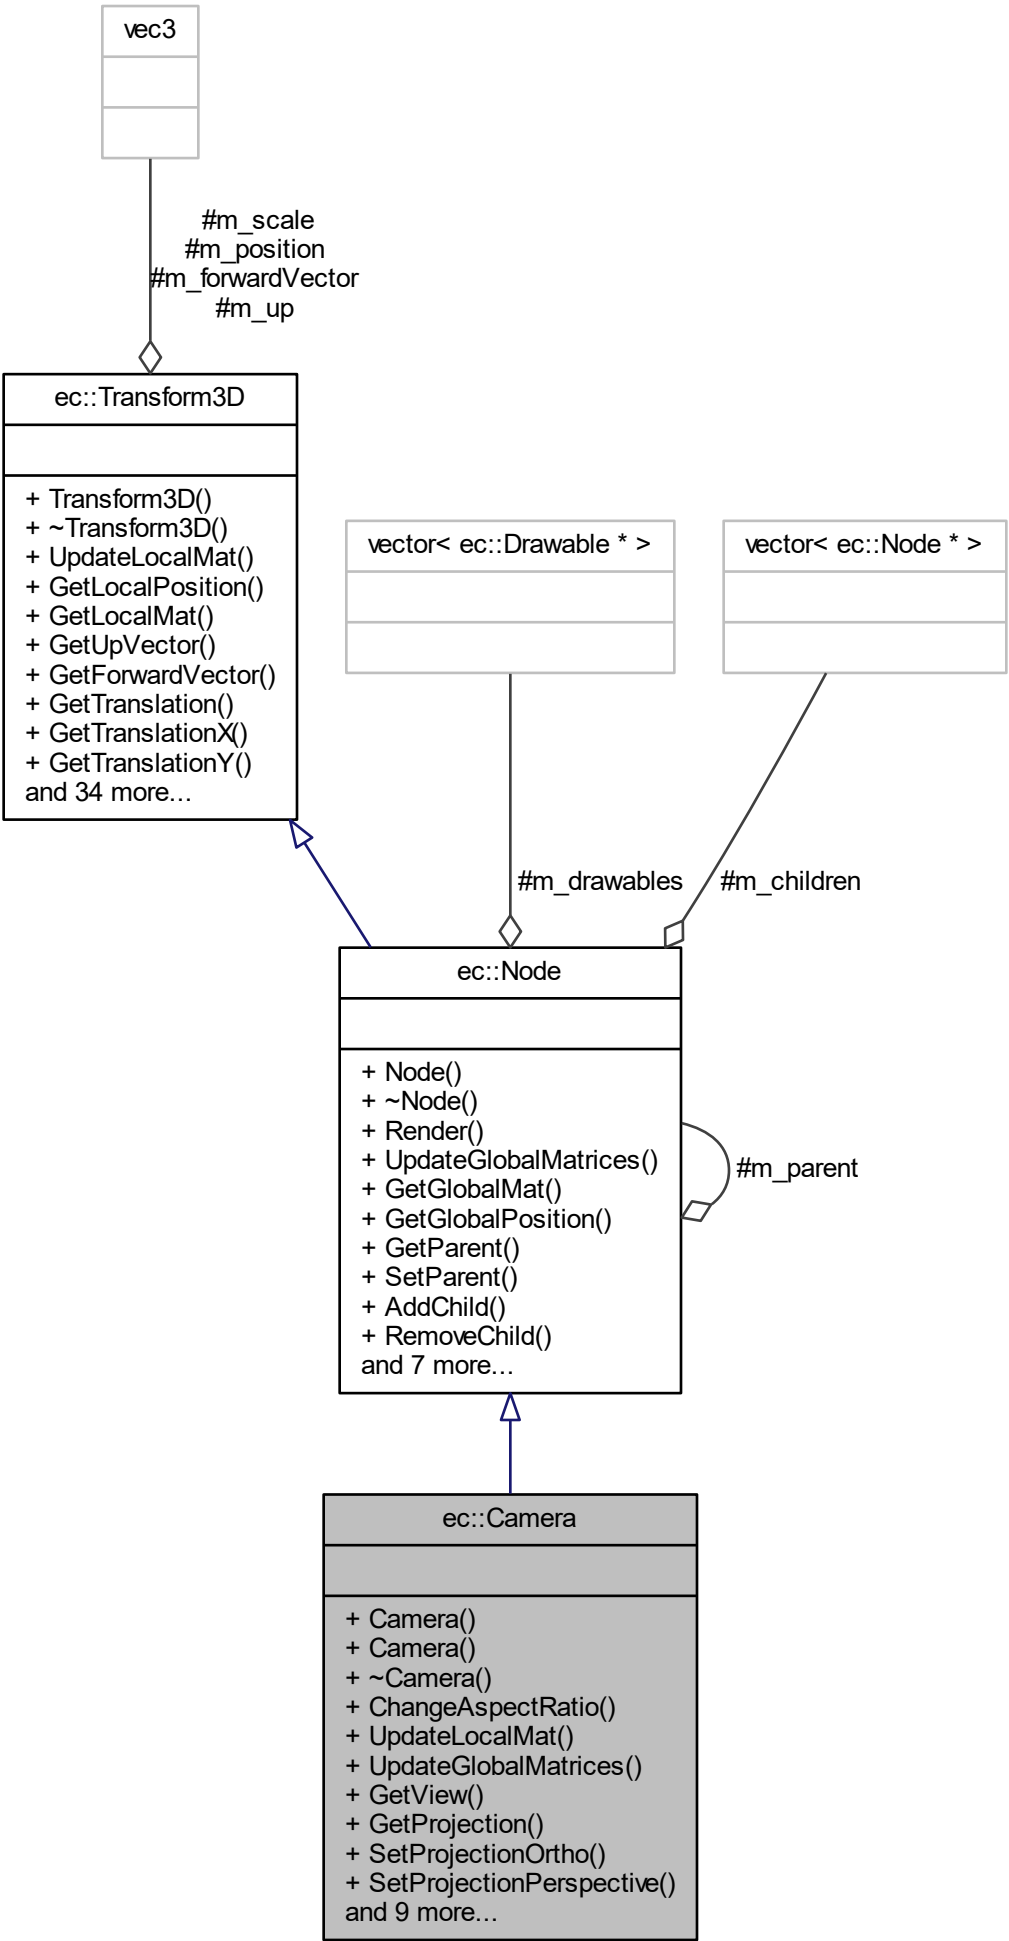 vec3
#m_scale
#m_position
#m_forwardVector
#m_up
ec::Transform3D
+ Transform3D()
+ ~Transform3D()
+ UpdateLocalMat()
+ GetLocalPosition()
+ GetLocalMat()
+ GetUpVector()
+ GetForwardVector()
+ GetTranslation()
+ GetTranslationX()
+ GetTranslationY()
and 34 more...
vector< ec::Drawable * >
vector< ec::Node * >
#m_drawables
#m_children
ec::Node
+ Node()
+ ~Node()
+ Render()
+ UpdateGlobalMatrices()
+ GetGlobalMat()
+ GetGlobalPosition()
+ GetParent()
+ SetParent()
+ AddChild()
+ RemoveChild()
and 7 more...
#m_parent
ec::Camera
+ Camera()
+ Camera()
+ ~Camera()
+ ChangeAspectRatio()
+ UpdateLocalMat()
+ UpdateGlobalMatrices()
+ GetView()
+ GetProjection()
+ SetProjectionOrtho()
+ SetProjectionPerspective()
and 9 more...